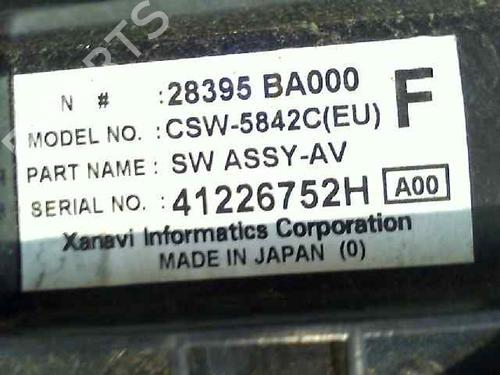 PARTS
N # : 28395 BA000
F
MODEL NO. : CSW-5842C(EU)
PART NAME : SW ASSY-AV
SERIAL NO. : 41226752H A00
Xanavi Informatics Corporation
MADE IN JAPAN (0)